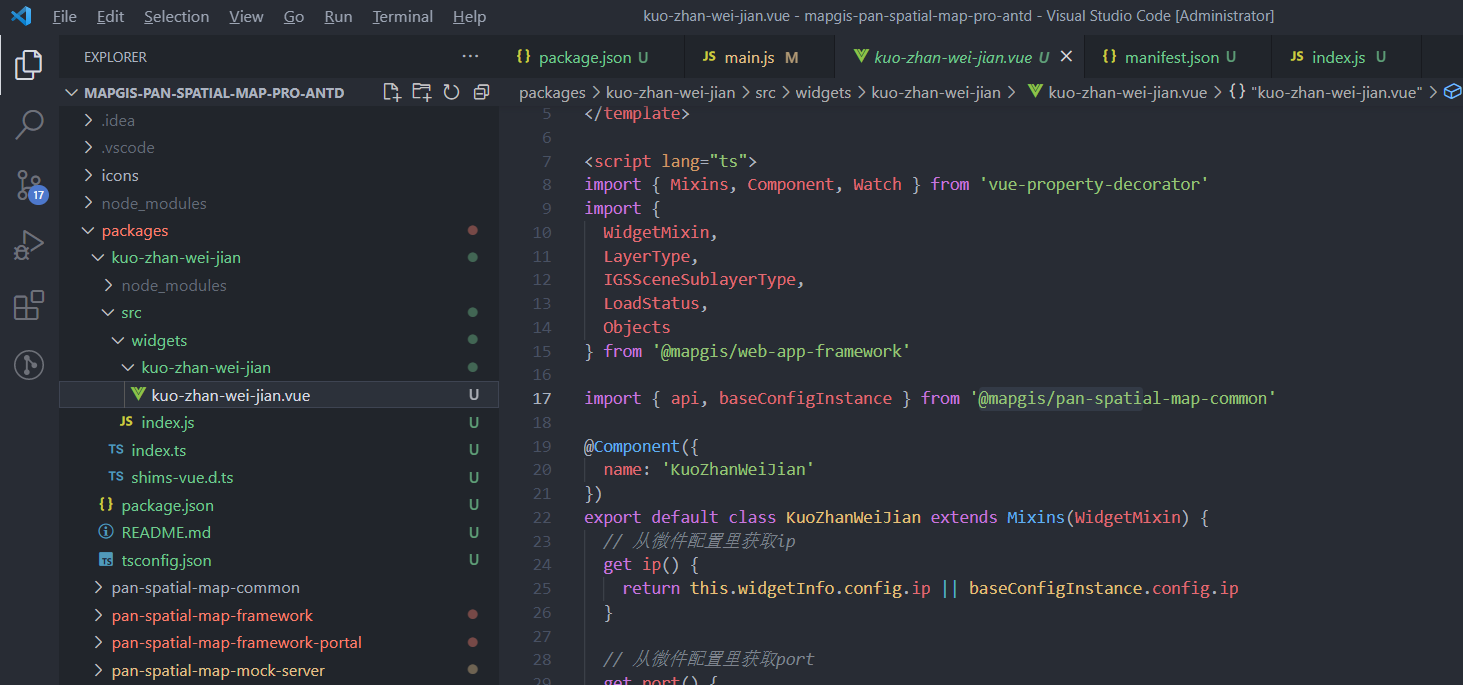 File Edit Selection View Go Run Terminal Help kuo-zhan-wei-jian.vue - mapgis-pan-spatial-map-pro-antd - Visual Studio Code [Administrator]
EXPLORER ···
{} package.json U JS main.js M kuo-zhan-wei-jian.vue U {} manifest.json U JS index.js U
MAPGIS-PAN-SPATIAL-MAP-PRO-ANTD
packages > kuo-zhan-wei-jian > src > widgets > kuo-zhan-wei-jian > kuo-zhan-wei-jian.vue > {} "kuo-zhan-wei-jian.vue" >
.idea
.vscode
icons
17
node_modules
packages
kuo-zhan-wei-jian
node_modules
src
widgets
kuo-zhan-wei-jian
kuo-zhan-wei-jian.vue U
JS index.js U
TS index.ts U
TS shims-vue.d.ts U
{} package.json U
README.md U
TS tsconfig.json U
pan-spatial-map-common
pan-spatial-map-framework
pan-spatial-map-framework-portal
pan-spatial-map-mock-server
5 </template>
6
7 <script lang="ts">
8 import { Mixins, Component, Watch } from 'vue-property-decorator'
9 import {
10 WidgetMixin,
11 LayerType,
12 IGSSceneSublayerType,
13 LoadStatus,
14 Objects
15 } from '@mapgis/web-app-framework'
16
17 import { api, baseConfigInstance } from '@mapgis/pan-spatial-map-common'
18
19 @Component({
20 name: 'KuoZhanWeiJian'
21 })
22 export default class KuoZhanWeiJian extends Mixins(WidgetMixin) {
23 // 从微件配置里获取ip
24 get ip() {
25 return this.widgetInfo.config.ip || baseConfigInstance.config.ip
26 }
27
28 // 从微件配置里获取port
29 get port() {